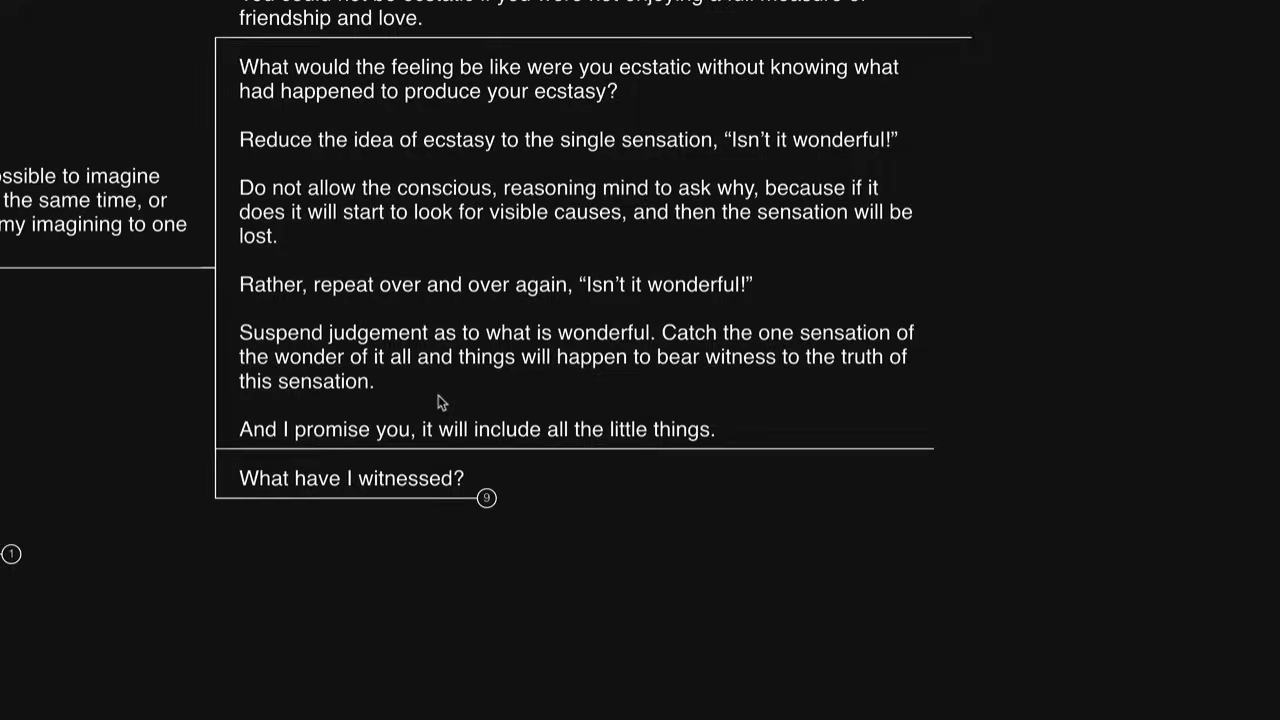 friendship and love.
What would the feeling be like were you ecstatic without knowing what
had happened to produce your ecstasy?
Reduce the idea of ecstasy to the single sensation, “Isn’t it wonderful!”
ssible to imagine
the same time, or
my imagining to one
Do not allow the conscious, reasoning mind to ask why, because if it
does it will start to look for visible causes, and then the sensation will be
lost.
Rather, repeat over and over again, “Isn’t it wonderful!”
Suspend judgement as to what is wonderful. Catch the one sensation of
the wonder of it all and things will happen to bear witness to the truth of
this sensation.
And I promise you, it will include all the little things.
What have I witnessed?
9
1